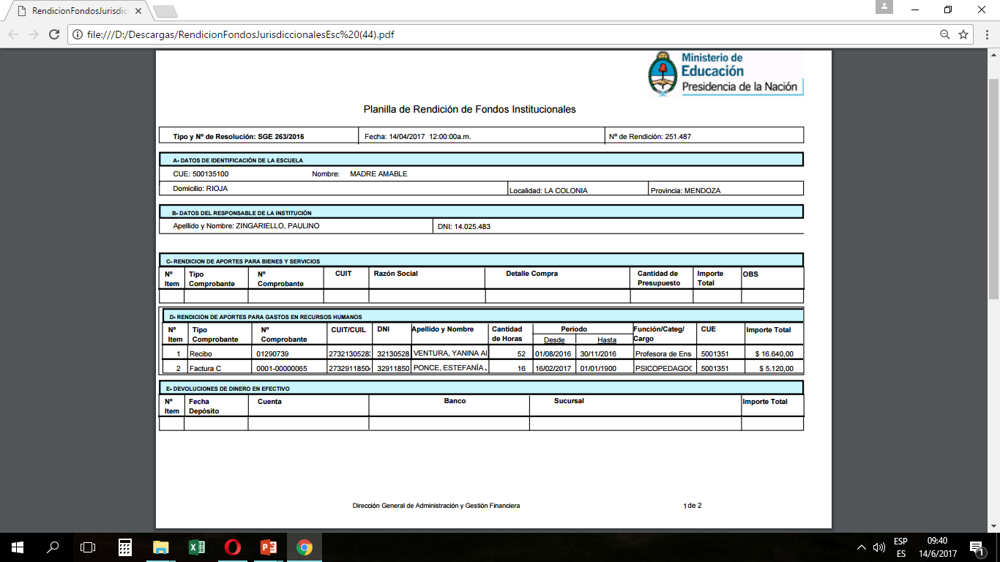 RendicionFondosJurisdic
file:///D:/Descargas/RendicionFondosJurisdiccionalesEsc%20(44).pdf
Ministerio de
Educación
Presidencia de la Nación
Planilla de Rendición de Fondos Institucionales
Tipo y Nº de Resolución: SGE 263/2016 Fecha: 14/04/2017 12:00:00a.m. Nº de Rendición: 251.487
A- DATOS DE IDENTIFICACIÓN DE LA ESCUELA
CUE: 500135100 Nombre: MADRE AMABLE
Domicilio: RIOJA Localidad: LA COLONIA Provincia: MENDOZA
B- DATOS DEL RESPONSABLE DE LA INSTITUCIÓN
Apellido y Nombre: ZINGARIELLO, PAULINO DNI: 14.025.483
C- RENDICION DE APORTES PARA BIENES Y SERVICIOS
Nº Tipo Nº CUIT Razón Social Detalle Compra Cantidad de Importe OBS
Item Comprobante Comprobante Presupuesto Total
D- RENDICION DE APORTES PARA GASTOS EN RECURSOS HUMANOS
Nº Tipo Nº CUIT/CUIL DNI Apellido y Nombre Cantidad Periodo Función/Categ/ CUE Importe Total
Item Comprobante Comprobante de Horas Desde Hasta Cargo
1 Recibo 01290739 2732130528 32130528 VENTURA, YANINA Al 52 01/08/2016 30/11/2016 Profesora de Ens 5001351 $ 16.640,00
2 Factura C 0001-00000065 2732911850 32911850 PONCE, ESTEFANÍA 16 16/02/2017 01/01/1900 PSICOPEDAGOG 5001351 $ 5.120,00
E- DEVOLUCIONES DE DINERO EN EFECTIVO
Nº Fecha Cuenta Banco Sucursal Importe Total
Item Depósito
Dirección General de Administración y Gestión Financiera 1 de 2
ESP 09:40
ES 14/6/2017 1